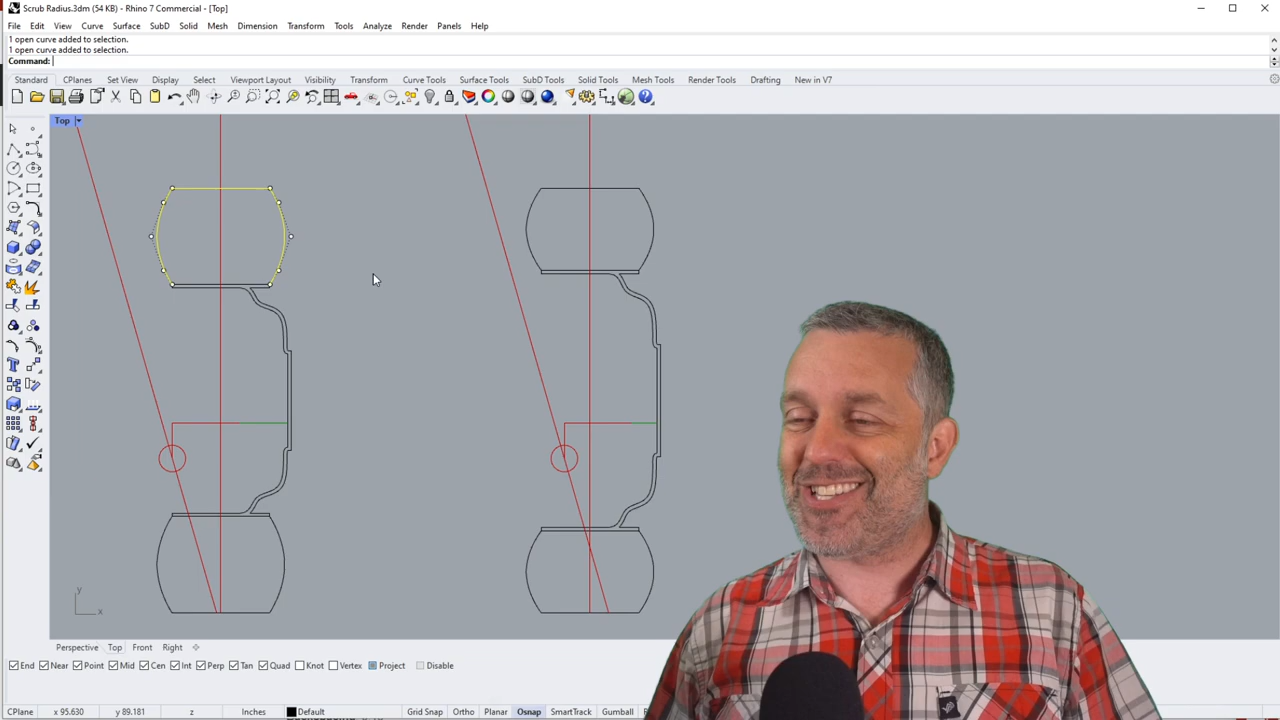 Scrub Radius.3dm (54 KB) - Rhino 7 Commercial - [Top]
File Edit View Curve Surface SubD Solid Mesh Dimension Transform Tools Analyze Render Panels Help
1 open curve added to selection.
1 open curve added to selection.
Command:
Standard CPlanes Set View Display Select Viewport Layout Visibility Transform Curve Tools Surface Tools SubD Tools Solid Tools Mesh Tools Render Tools Drafting New in V7
Top
y
x
Perspective Top Front Right
End Near Point Mid Cen Int Perp Tan Quad Knot Vertex Project Disable
CPlane x 95.630 y 89.181 z Inches Default Grid Snap Ortho Planar Osnap SmartTrack Gumball